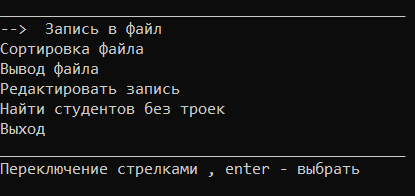 -->  Запись в файл
Сортировка файла
Вывод файла
Редактировать запись
Найти студентов без троек
Выход
Переключение стрелками , enter - выбрать